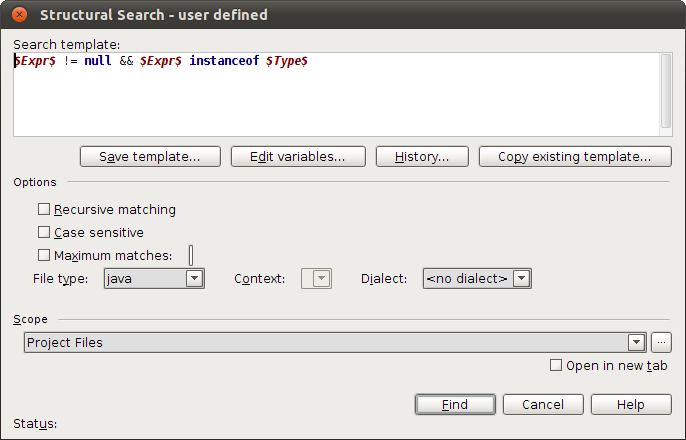 Structural Search - user defined
Search template:
$Expr$ != null && $Expr$ instanceof $Type$
Save template... Edit variables... History... Copy existing template...
Options
Recursive matching
Case sensitive
Maximum matches:
File type: java Context: Dialect: <no dialect>
Scope
Project Files ...
Open in new tab
Find Cancel Help
Status: